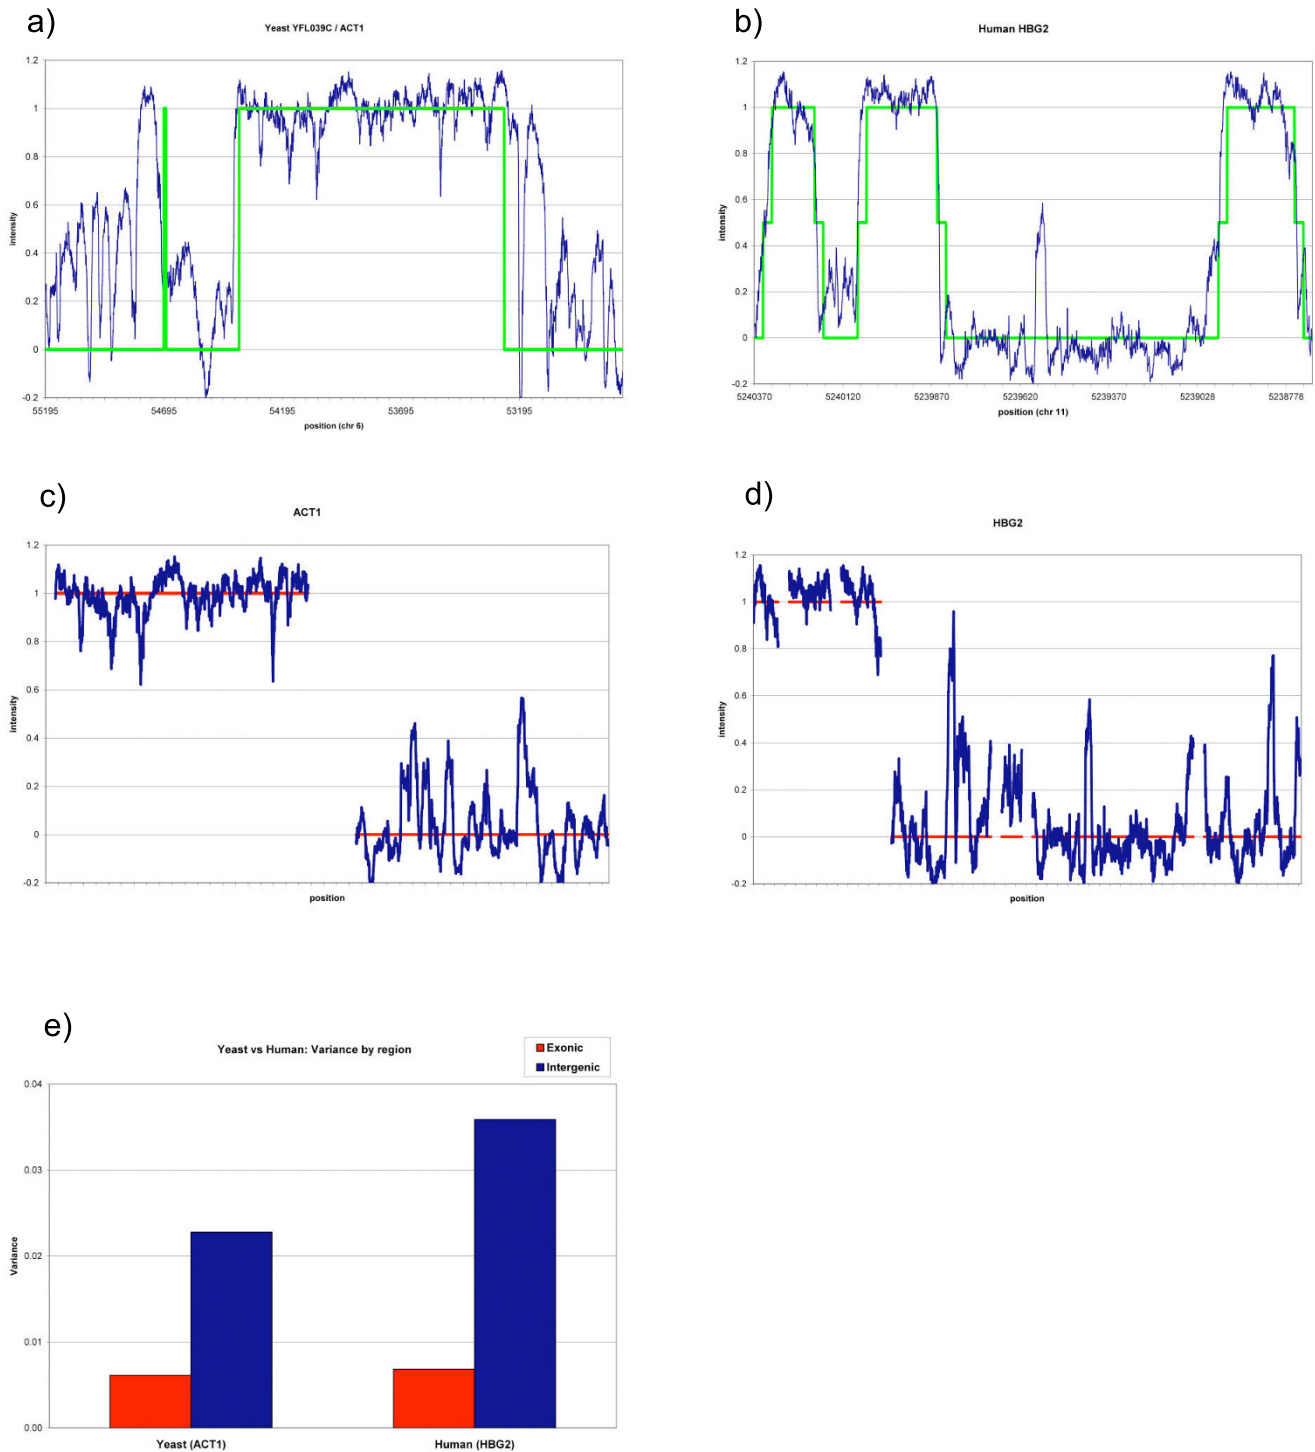 a)
Yeast YFL039C / ACT1
1.2
1
0.8
0.6
0.4
0.2
0
-0.2
intensity
55195 54695 54195 53695 53195
position (chr 6)
b)
Human HBG2
1.2
1
0.8
0.6
0.4
0.2
0
-0.2
intensity
5240370 5240120 5239870 5239620 5239370 5239028 5238778
position (chr 11)
c)
ACT1
1.2
1
0.8
0.6
0.4
0.2
0
-0.2
intensity
position
d)
HBG2
1.2
1
0.8
0.6
0.4
0.2
0
-0.2
intensity
position
e)
Yeast vs Human: Variance by region
Exonic
Intergenic
0.04
0.03
0.02
0.01
0.00
Variance
Yeast (ACT1) Human (HBG2)